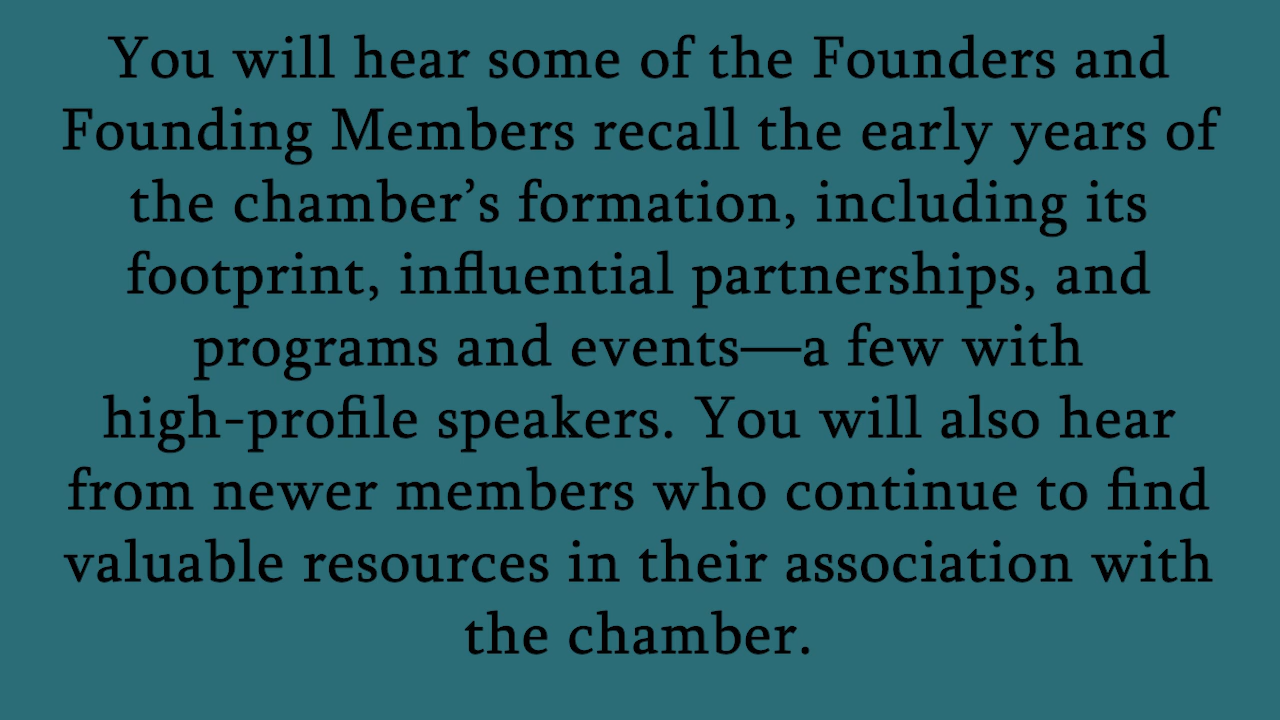 You will hear some of the Founders and
Founding Members recall the early years of
the chamber’s formation, including its
footprint, influential partnerships, and
programs and events—a few with
high-profile speakers. You will also hear
from newer members who continue to find
valuable resources in their association with
the chamber.